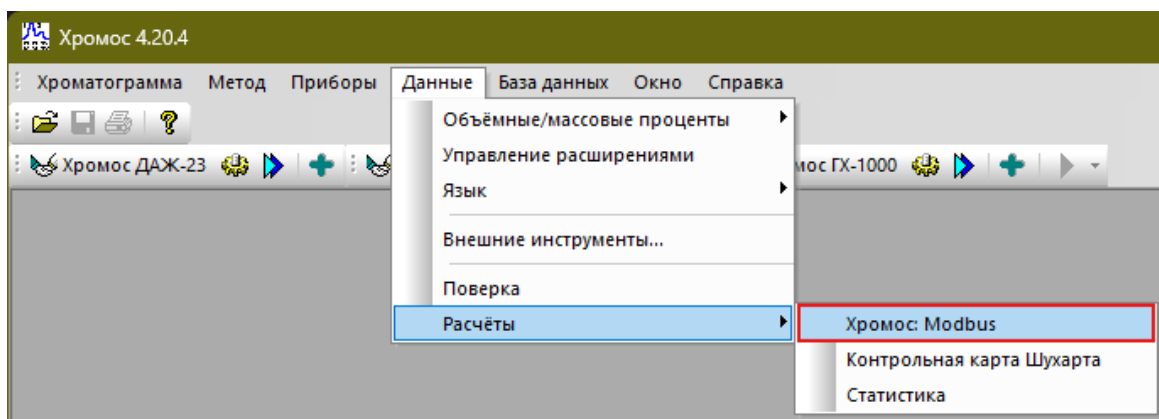 Хромос 4.20.4
Хроматограмма Метод Приборы Данные База данных Окно Справка
Объёмные/массовые проценты
Управление расширениями
Хромос ДАЖ-23
мос ГХ-1000
Язык
Внешние инструменты...
Поверка
Расчёты
Хромос: Modbus
Контрольная карта Шухарта
Статистика